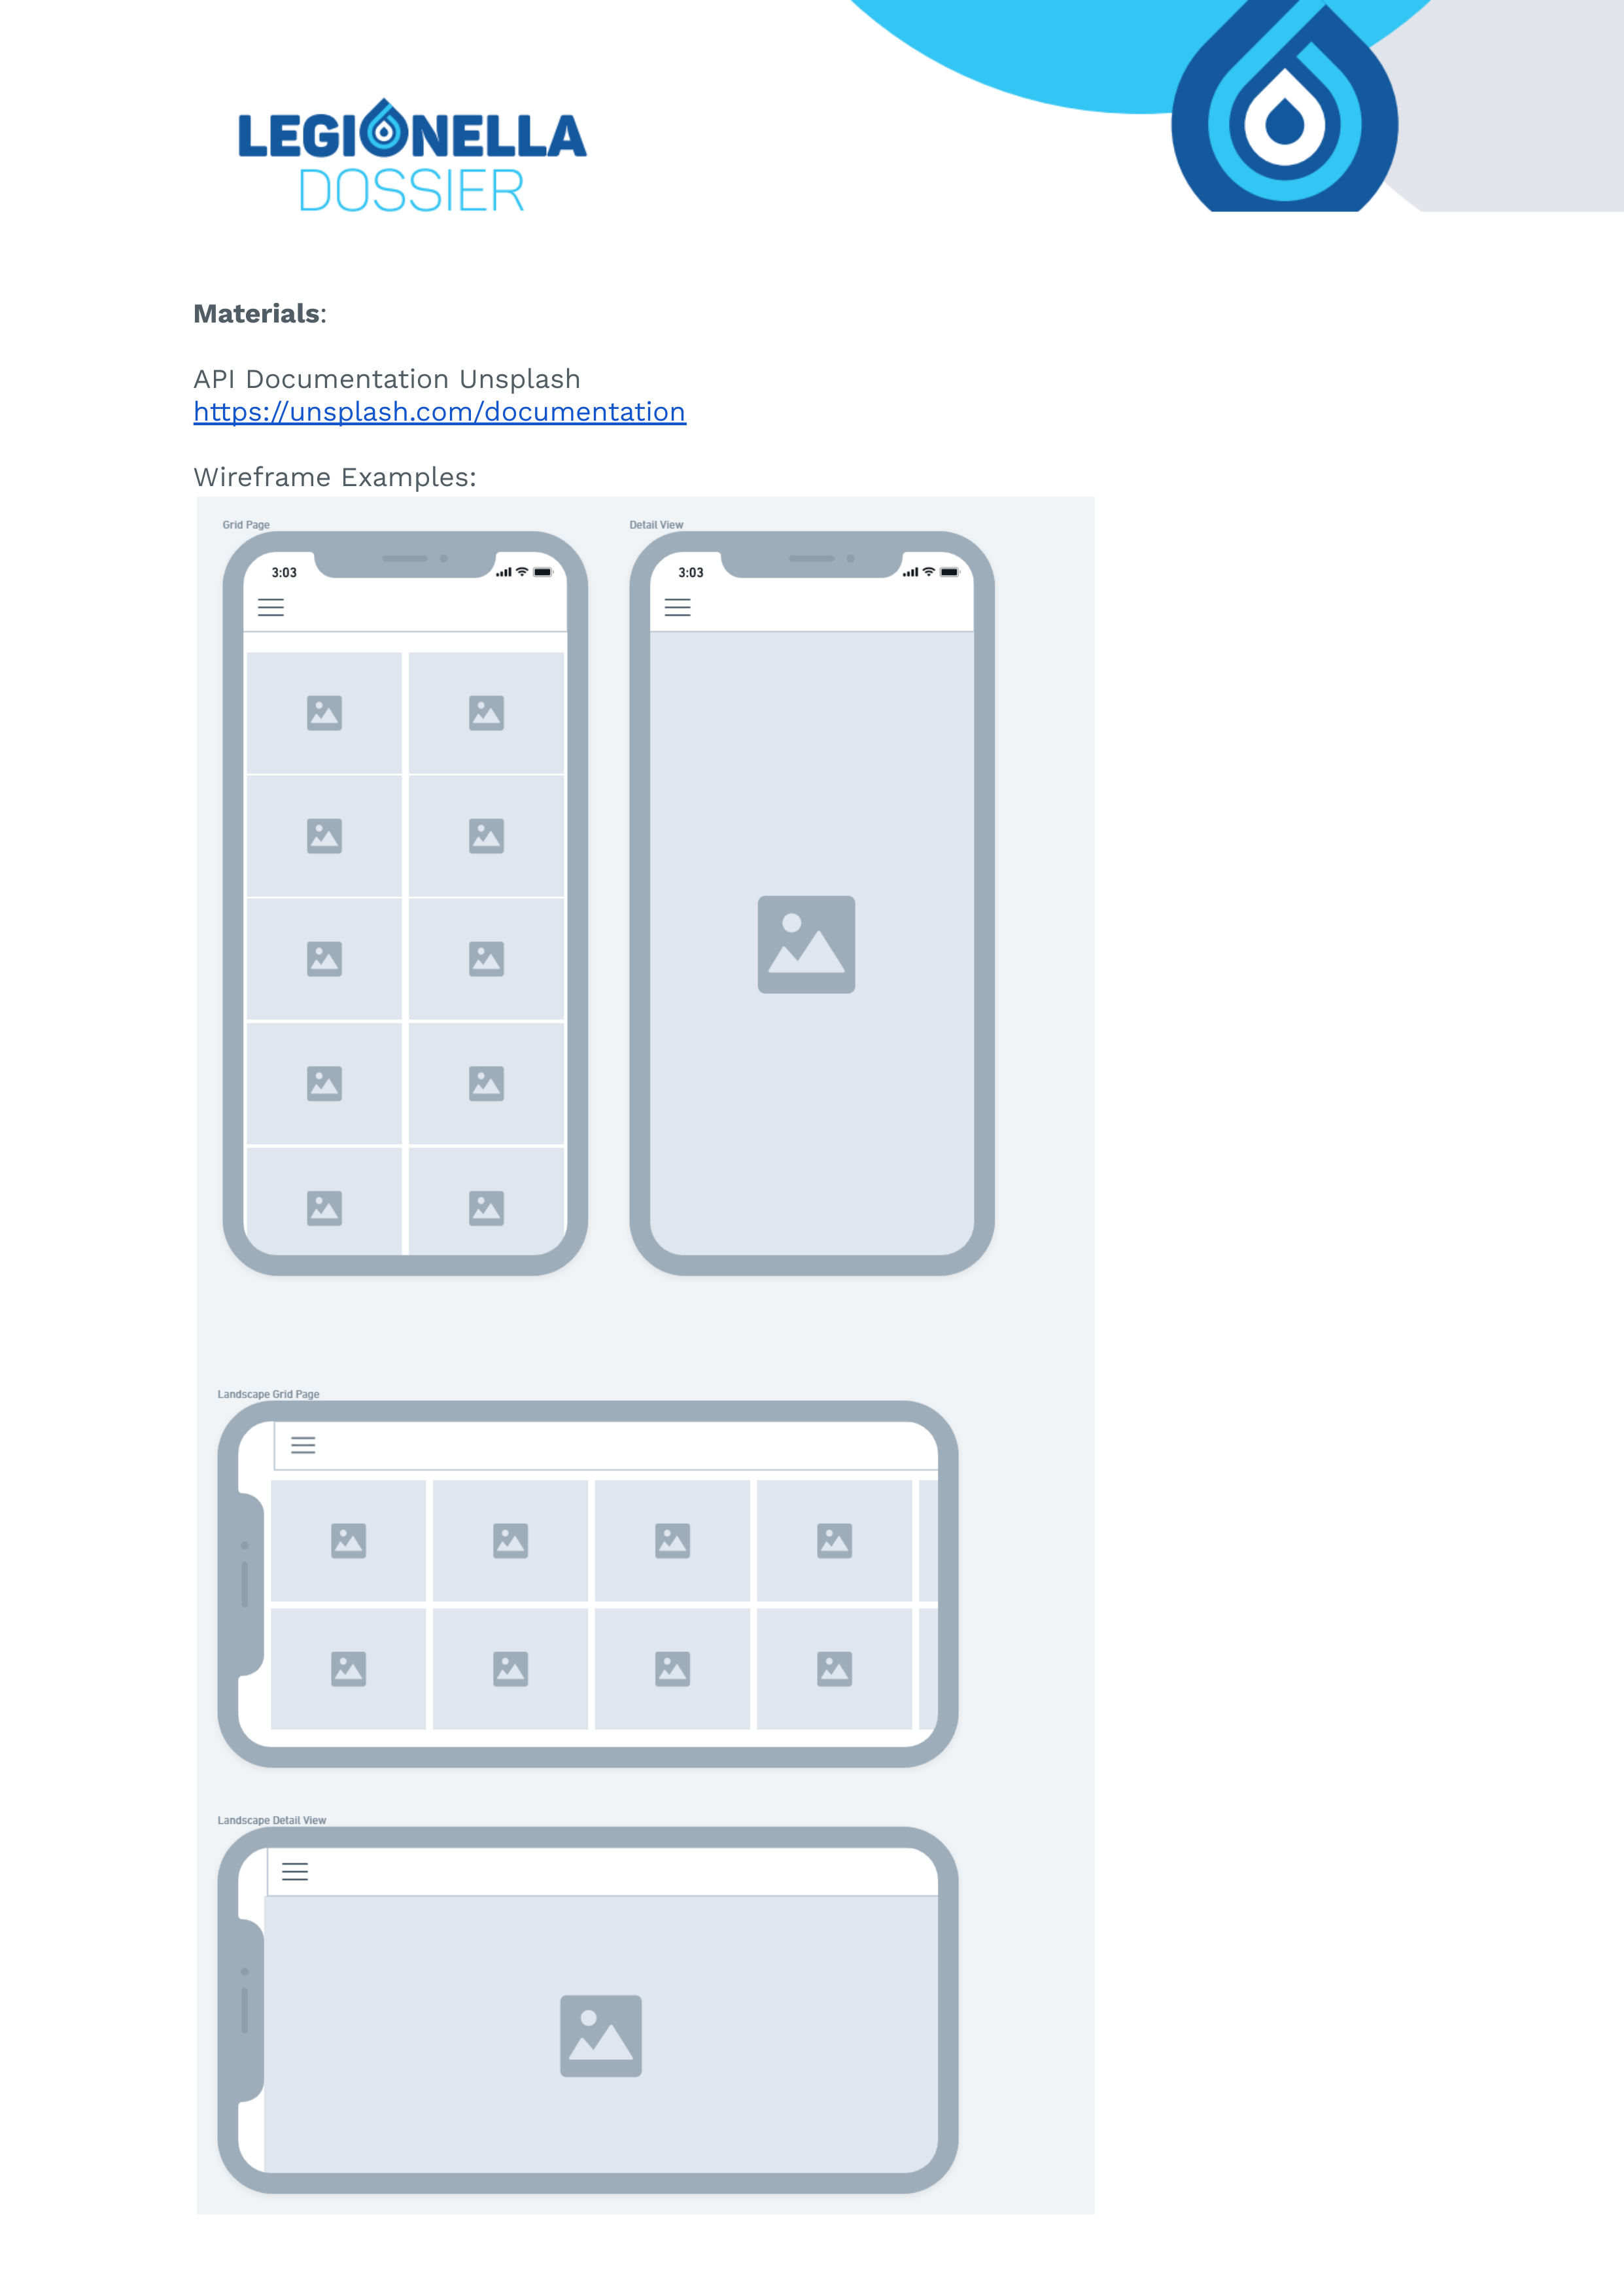 LEGIONELLA
DOSSIER
Materials:
API Documentation Unsplash
https://unsplash.com/documentation
Wireframe Examples:
Grid Page
Detail View
3:03
3:03
Landscape Grid Page
Landscape Detail View